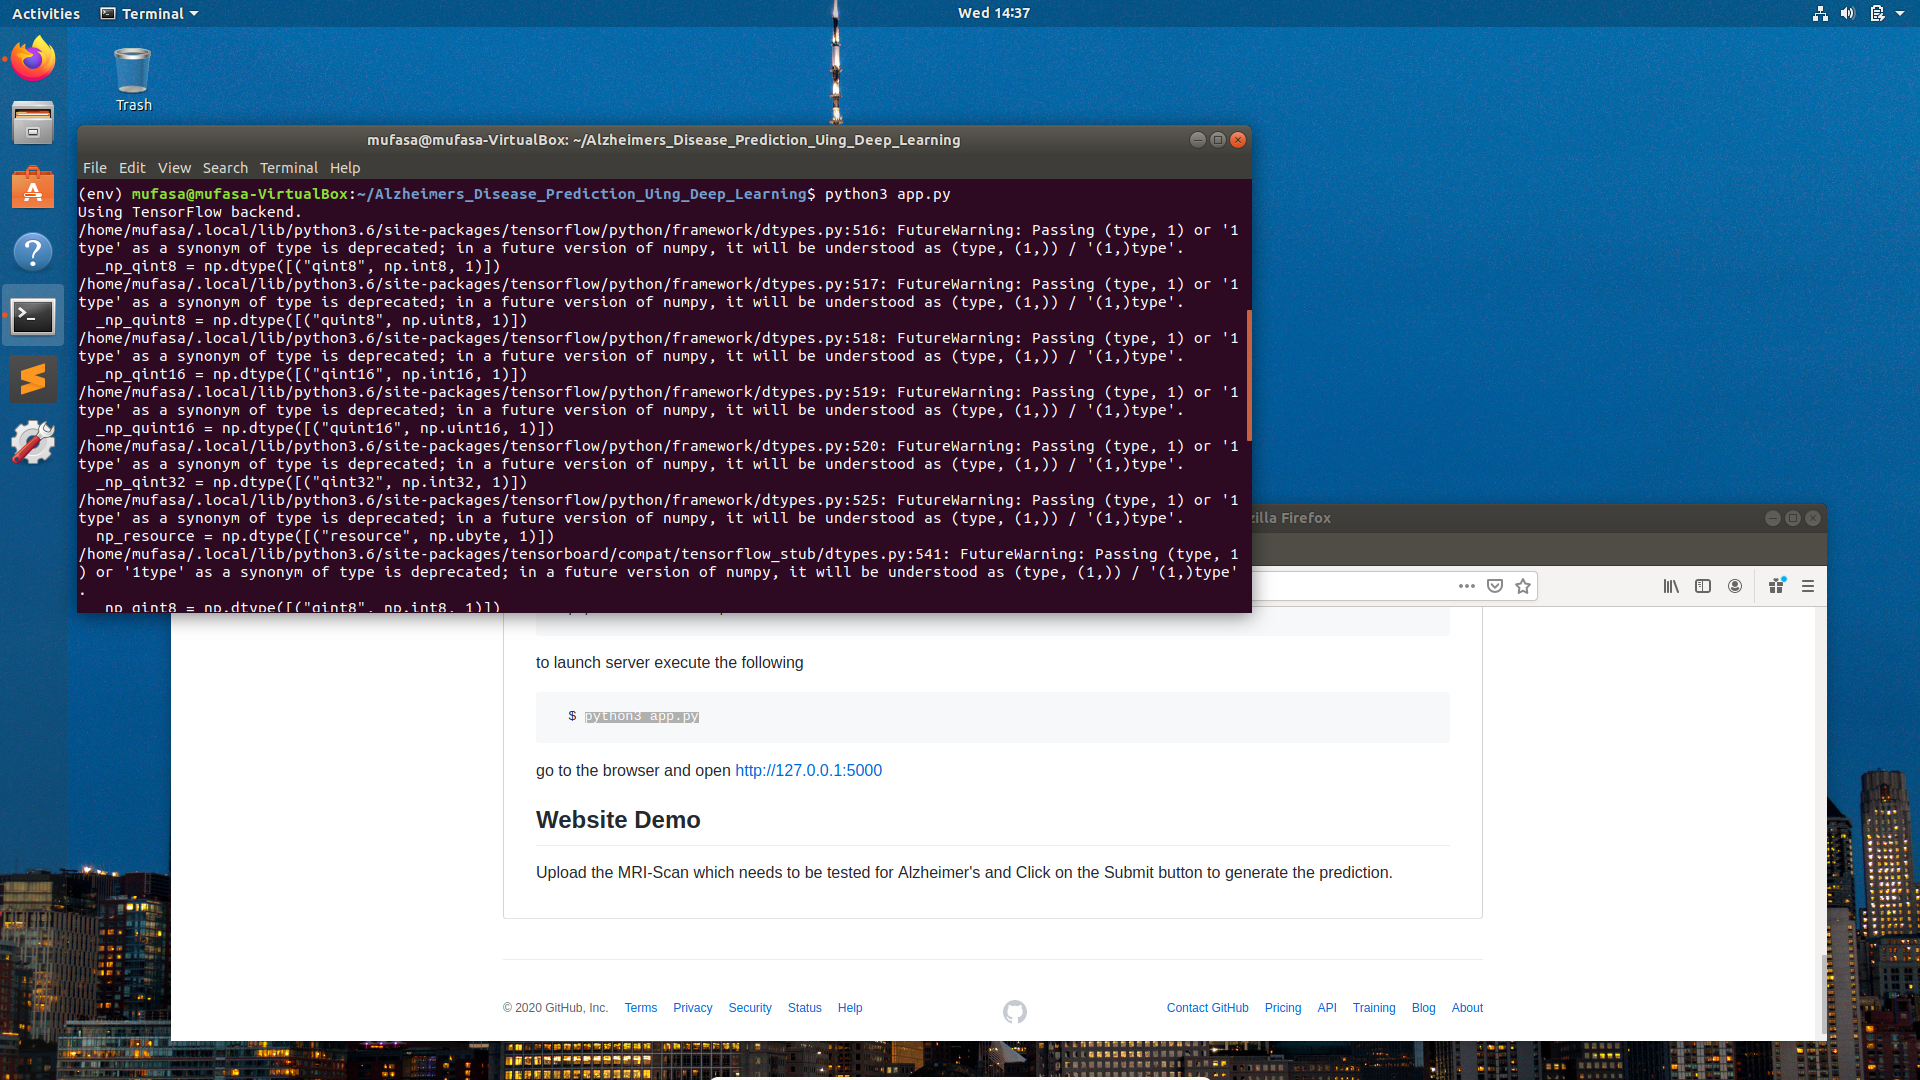 Activities Terminal Wed 14:37
Trash
mufasa@mufasa-VirtualBox: ~/Alzheimers_Disease_Prediction_Uing_Deep_Learning
File Edit View Search Terminal Help
(env) mufasa@mufasa-VirtualBox:~/Alzheimers_Disease_Prediction_Uing_Deep_Learning$ python3 app.py
Using TensorFlow backend.
/home/mufasa/.local/lib/python3.6/site-packages/tensorflow/python/framework/dtypes.py:516: FutureWarning: Passing (type, 1) or '1
type' as a synonym of type is deprecated; in a future version of numpy, it will be understood as (type, (1,)) / '(1,)type'.
_np_qint8 = np.dtype([("qint8", np.int8, 1)])
/home/mufasa/.local/lib/python3.6/site-packages/tensorflow/python/framework/dtypes.py:517: FutureWarning: Passing (type, 1) or '1
type' as a synonym of type is deprecated; in a future version of numpy, it will be understood as (type, (1,)) / '(1,)type'.
_np_quint8 = np.dtype([("quint8", np.uint8, 1)])
/home/mufasa/.local/lib/python3.6/site-packages/tensorflow/python/framework/dtypes.py:518: FutureWarning: Passing (type, 1) or '1
type' as a synonym of type is deprecated; in a future version of numpy, it will be understood as (type, (1,)) / '(1,)type'.
_np_qint16 = np.dtype([("qint16", np.int16, 1)])
/home/mufasa/.local/lib/python3.6/site-packages/tensorflow/python/framework/dtypes.py:519: FutureWarning: Passing (type, 1) or '1
type' as a synonym of type is deprecated; in a future version of numpy, it will be understood as (type, (1,)) / '(1,)type'.
_np_quint16 = np.dtype([("quint16", np.uint16, 1)])
/home/mufasa/.local/lib/python3.6/site-packages/tensorflow/python/framework/dtypes.py:520: FutureWarning: Passing (type, 1) or '1
type' as a synonym of type is deprecated; in a future version of numpy, it will be understood as (type, (1,)) / '(1,)type'.
_np_qint32 = np.dtype([("qint32", np.int32, 1)])
/home/mufasa/.local/lib/python3.6/site-packages/tensorflow/python/framework/dtypes.py:525: FutureWarning: Passing (type, 1) or '1
type' as a synonym of type is deprecated; in a future version of numpy, it will be understood as (type, (1,)) / '(1,)type'.
np_resource = np.dtype([("resource", np.ubyte, 1)])
/home/mufasa/.local/lib/python3.6/site-packages/tensorboard/compat/tensorflow_stub/dtypes.py:541: FutureWarning: Passing (type, 1
) or '1type' as a synonym of type is deprecated; in a future version of numpy, it will be understood as (type, (1,)) / '(1,)type'
.
_np_qint8 = np.dtype([("qint8", np.int8, 1)])
zilla Firefox
to launch server execute the following
$ python3 app.py
go to the browser and open http://127.0.0.1:5000
Website Demo
Upload the MRI-Scan which needs to be tested for Alzheimer's and Click on the Submit button to generate the prediction.
© 2020 GitHub, Inc. Terms Privacy Security Status Help Contact GitHub Pricing API Training Blog About